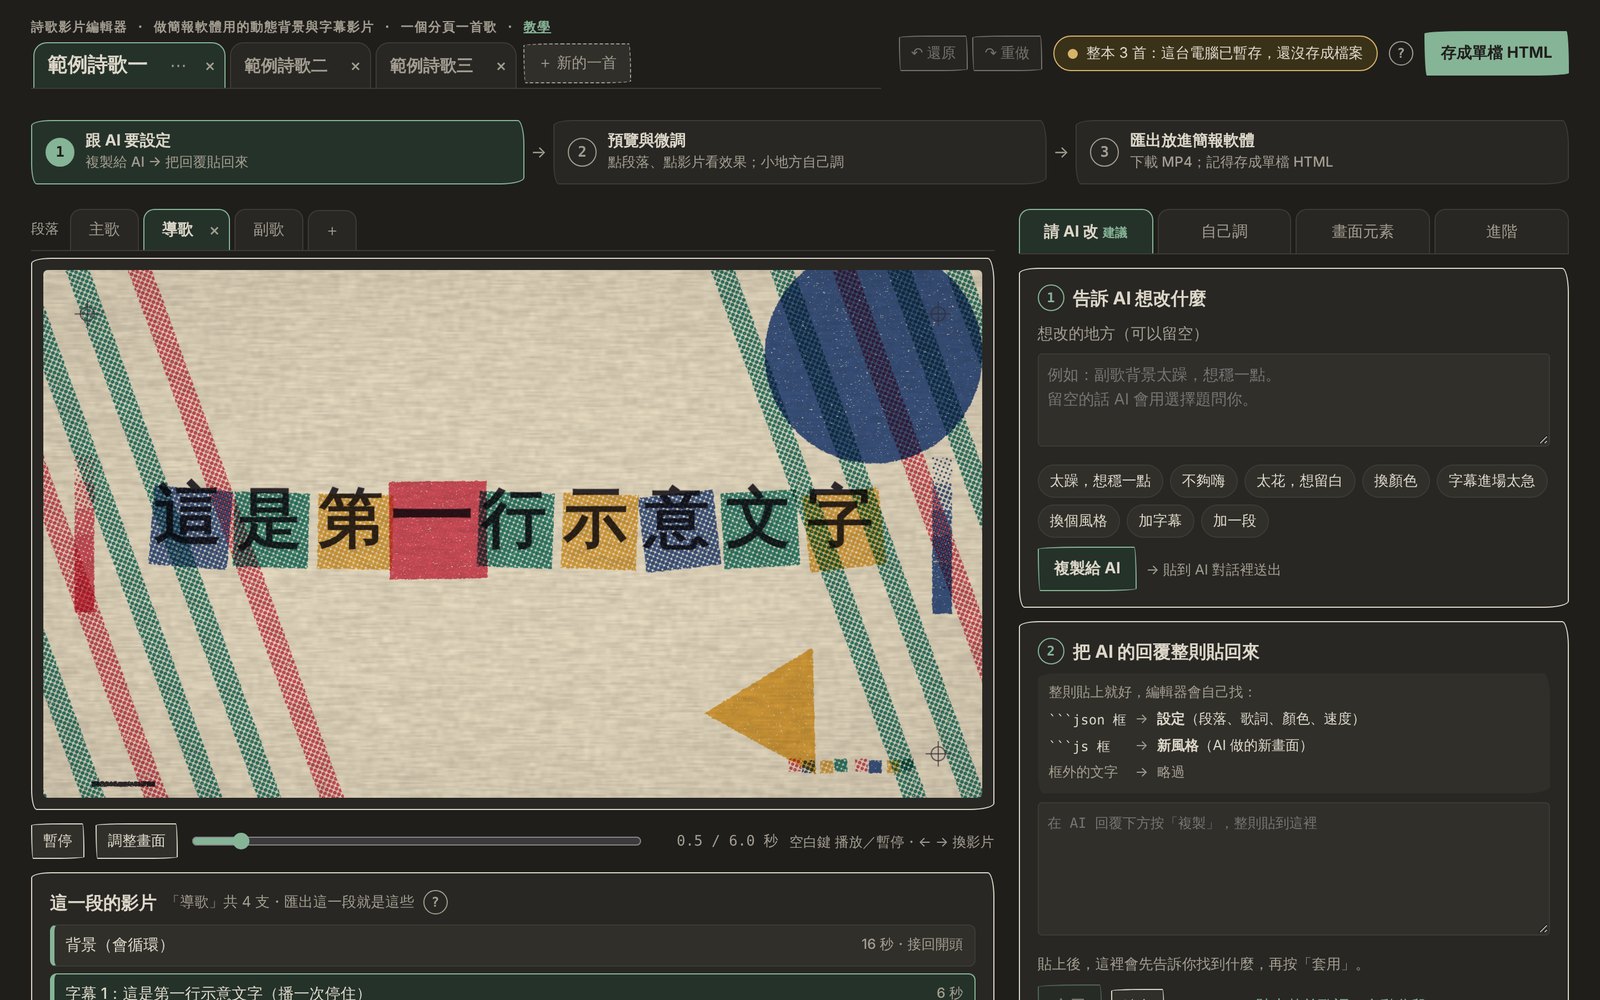 詩歌影片編輯器 · 做簡報軟體用的動態背景與字幕影片 · 一個分頁一首歌 · 教學
範例詩歌一 ··· × 範例詩歌二 × 範例詩歌三 × + 新的一首
↶ 還原 ↷ 重做 整本 3 首：這台電腦已暫存，還沒存成檔案 ? 存成單檔 HTML
1 跟 AI 要設定
複製給 AI → 把回覆貼回來
→
2 預覽與微調
點段落、點影片看效果；小地方自己調
→
3 匯出放進簡報軟體
下載 MP4；記得存成單檔 HTML
段落 主歌 導歌 × 副歌 +
這是第一行示意文字
暫停 調整畫面 0.5 / 6.0 秒 空白鍵 播放／暫停 · ← → 換影片
這一段的影片 「導歌」共 4 支 · 匯出這一段就是這些 ?
背景（會循環） 16 秒 · 接回開頭
字幕 1：這是第一行示意文字（播一次停住） 6 秒
請 AI 改 建議 自己調 畫面元素 進階
1 告訴 AI 想改什麼
想改的地方（可以留空）
例如：副歌背景太躁，想穩一點。
留空的話 AI 會用選擇題問你。
太躁，想穩一點 不夠嗨 太花，想留白 換顏色 字幕進場太急
換個風格 加字幕 加一段
複製給 AI → 貼到 AI 對話裡送出
2 把 AI 的回覆整則貼回來
整則貼上就好，編輯器會自己找：
```json 框 → 設定（段落、歌詞、顏色、速度）
```js 框 → 新風格（AI 做的新畫面）
框外的文字 → 略過
在 AI 回覆下方按「複製」，整則貼到這裡
貼上後，這裡會先告訴你找到什麼，再按「套用」。